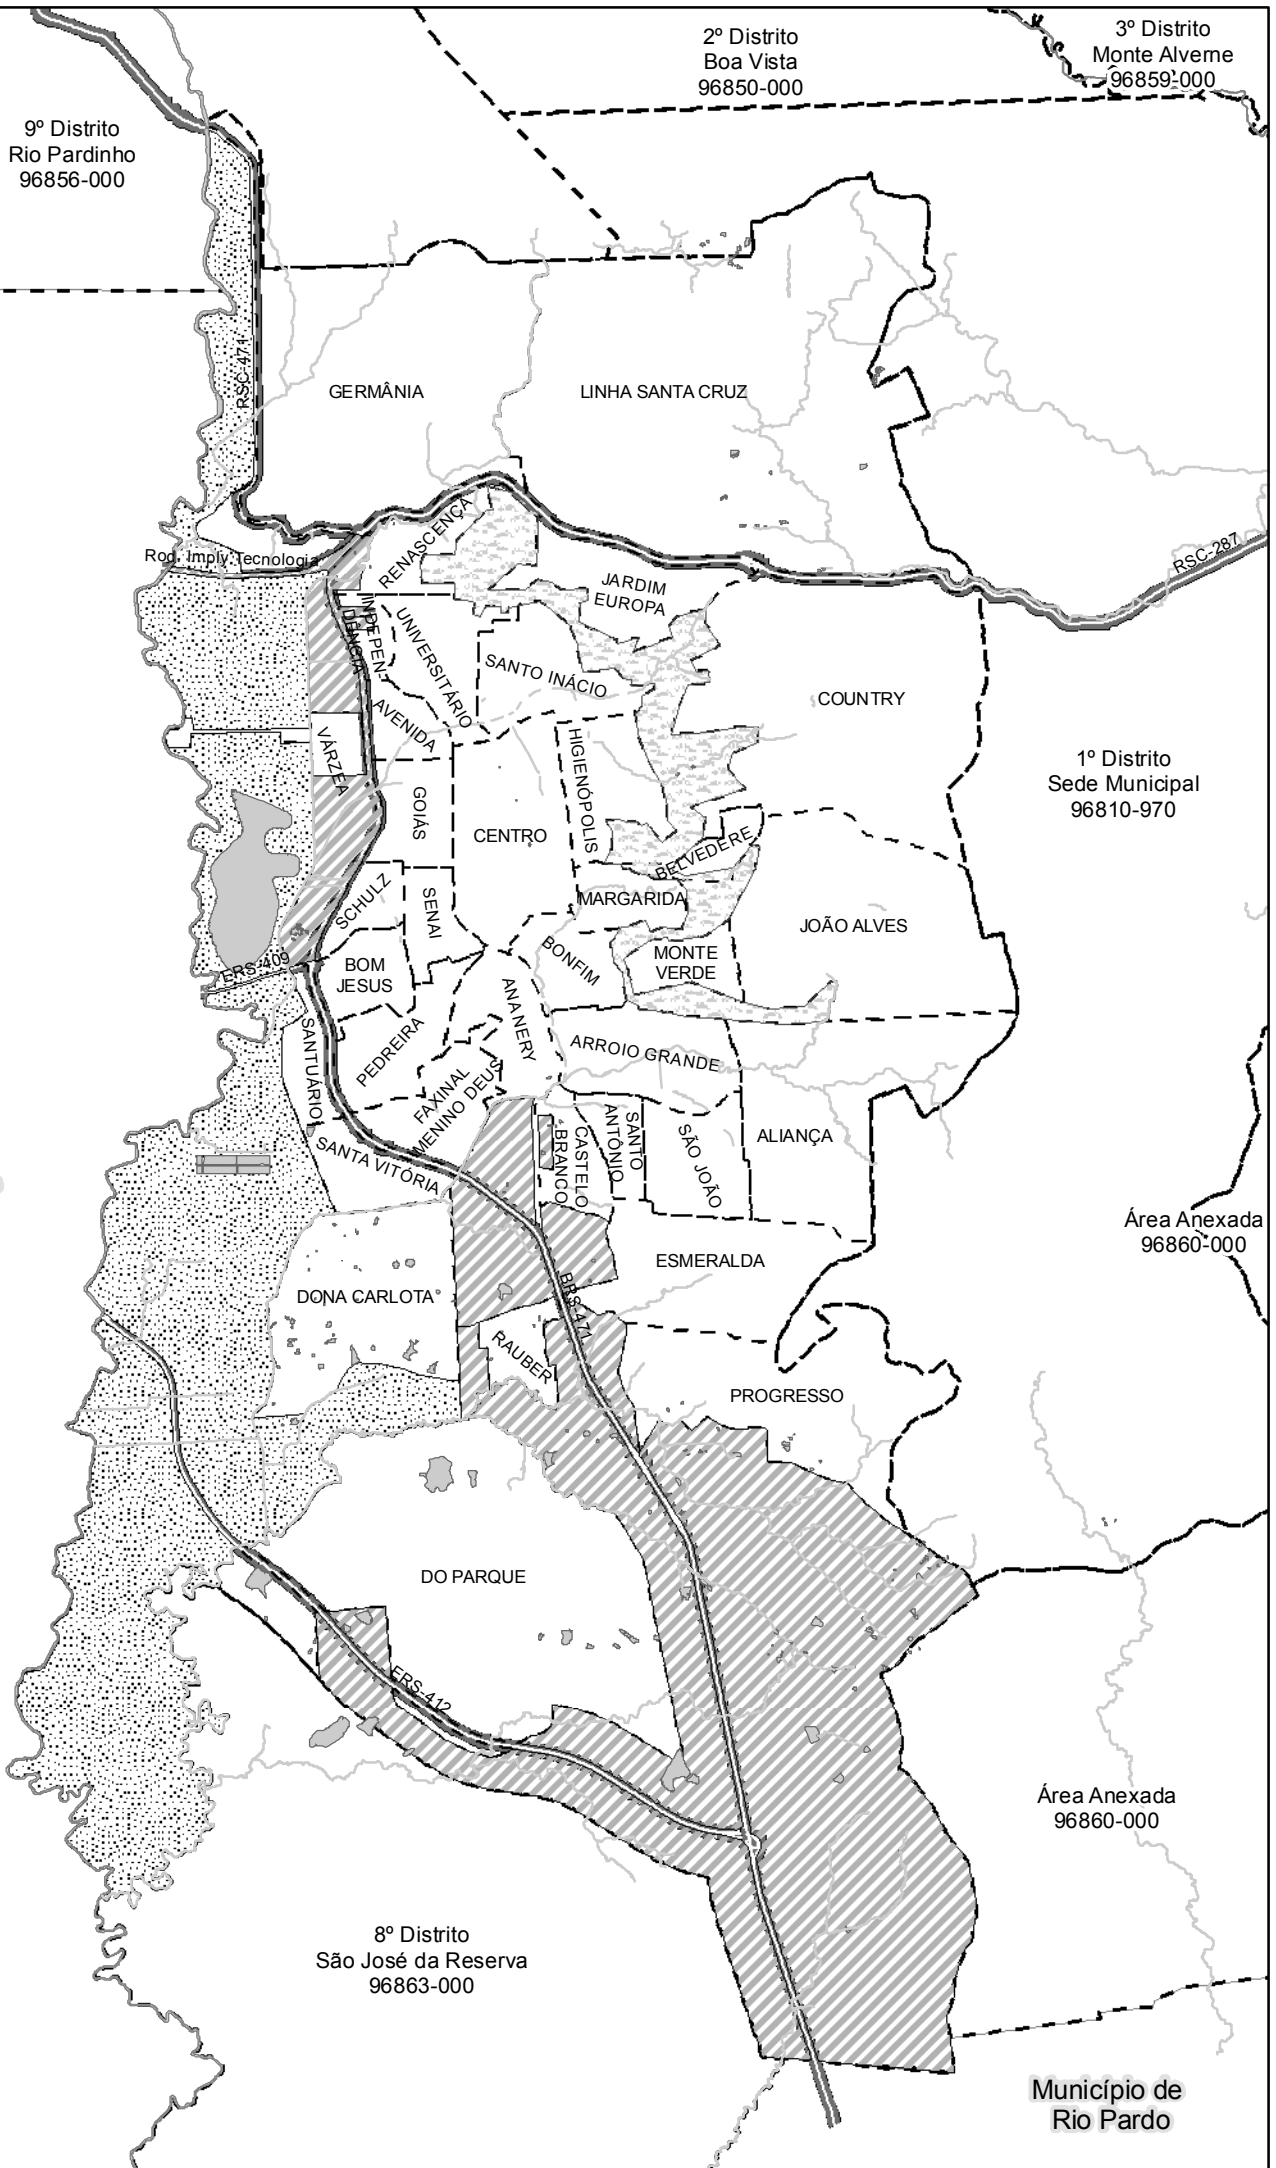 2º Distrito
Boa Vista
96850-000
3º Distrito
Monte Alverne
96859-000
9º Distrito
Rio Pardinho
96856-000
RSC-471
GERMÂNIA
LINHA SANTA CRUZ
RSC-287
Rod. Imply Tecnologia
RENASCENÇA
JARDIM
EUROPA
INDEPEN
DÊNCIA
UNIVERSITÁRIO
SANTO INÁCIO
COUNTRY
AVENIDA
VÁRZEA
HIGIENÓPOLIS
1º Distrito
Sede Municipal
96810-970
GOIÁS
CENTRO
BELVEDERE
SCHULZ
SENAI
MARGARIDA
JOÃO ALVES
BONFIM
MONTE
VERDE
ERS-409
BOM
JESUS
ANA NERY
SANTUÁRIO
PEDREIRA
ARROIO GRANDE
FAXINAL
MENINO DEUS
CASTELO
BRANCO
SANTO
ANTÔNIO
SÃO JOÃO
ALIANÇA
SANTA VITÓRIA
Área Anexada
96860-000
ESMERALDA
DONA CARLOTA
BRS-471
RAUBER
PROGRESSO
DO PARQUE
ERS-412
Área Anexada
96860-000
8º Distrito
São José da Reserva
96863-000
Município de
Rio Pardo